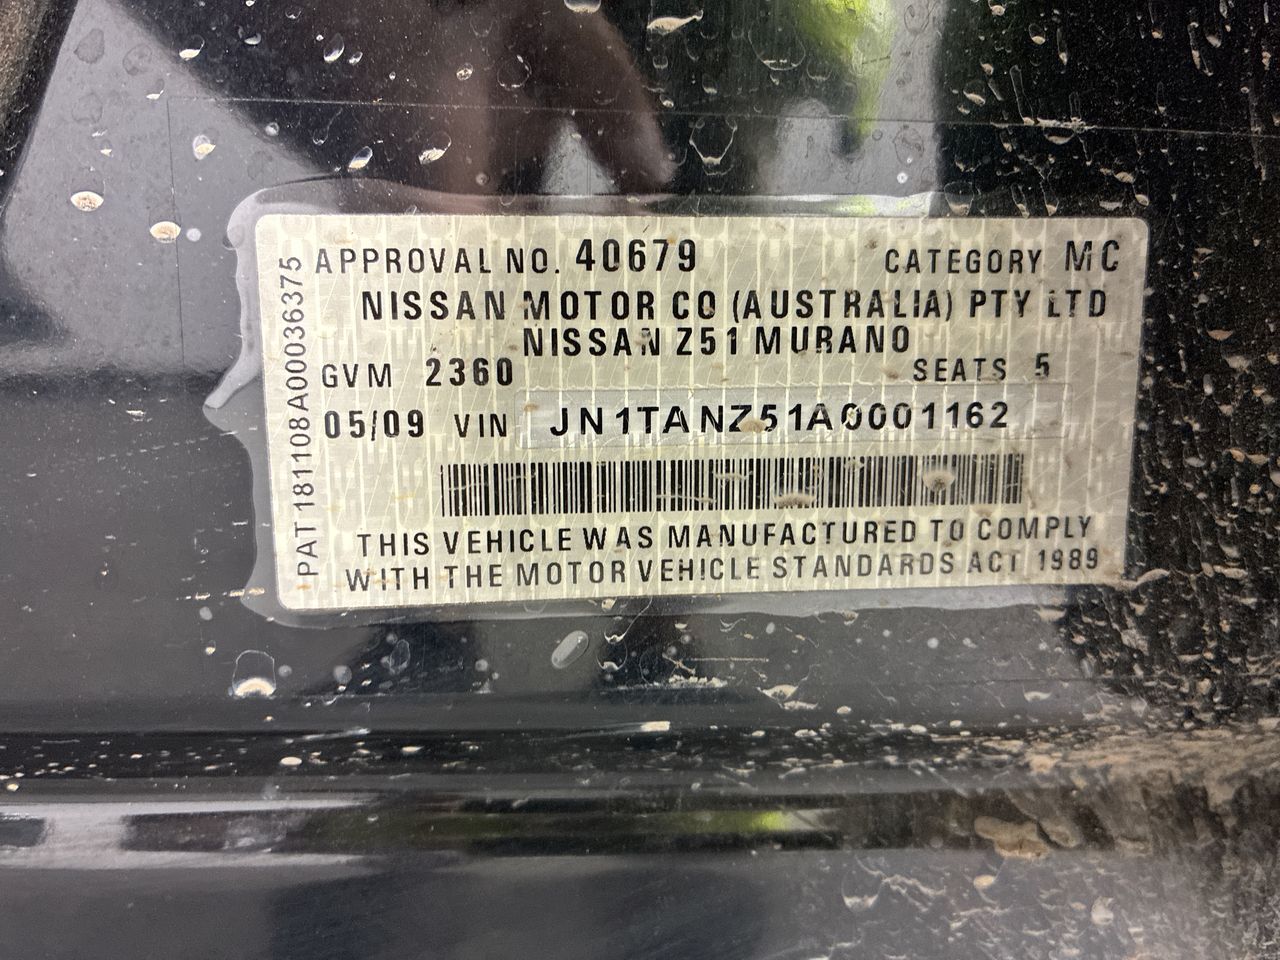 APPROVAL NO. 40679 CATEGORY MC
NISSAN MOTOR CO (AUSTRALIA) PTY LTD
NISSAN Z51 MURANO
GVM 2360 SEATS 5
05/09 VIN JN1TANZ51A0001162
THIS VEHICLE WAS MANUFACTURED TO COMPLY
WITH THE MOTOR VEHICLE STANDARDS ACT 1989
PAT 181108A00036375